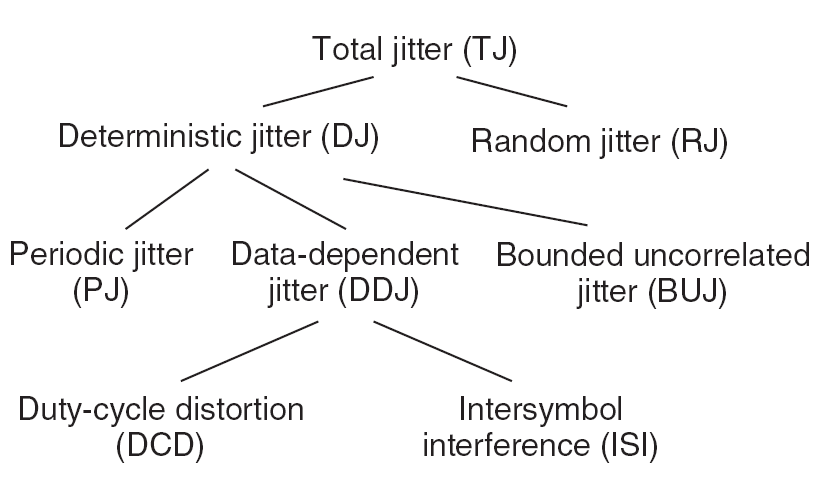 Total jitter (TJ)
Deterministic jitter (DJ)
Random jitter (RJ)
Periodic jitter
(PJ)
Data-dependent
jitter (DDJ)
Bounded uncorrelated
jitter (BUJ)
Duty-cycle distortion
(DCD)
Intersymbol
interference (ISI)